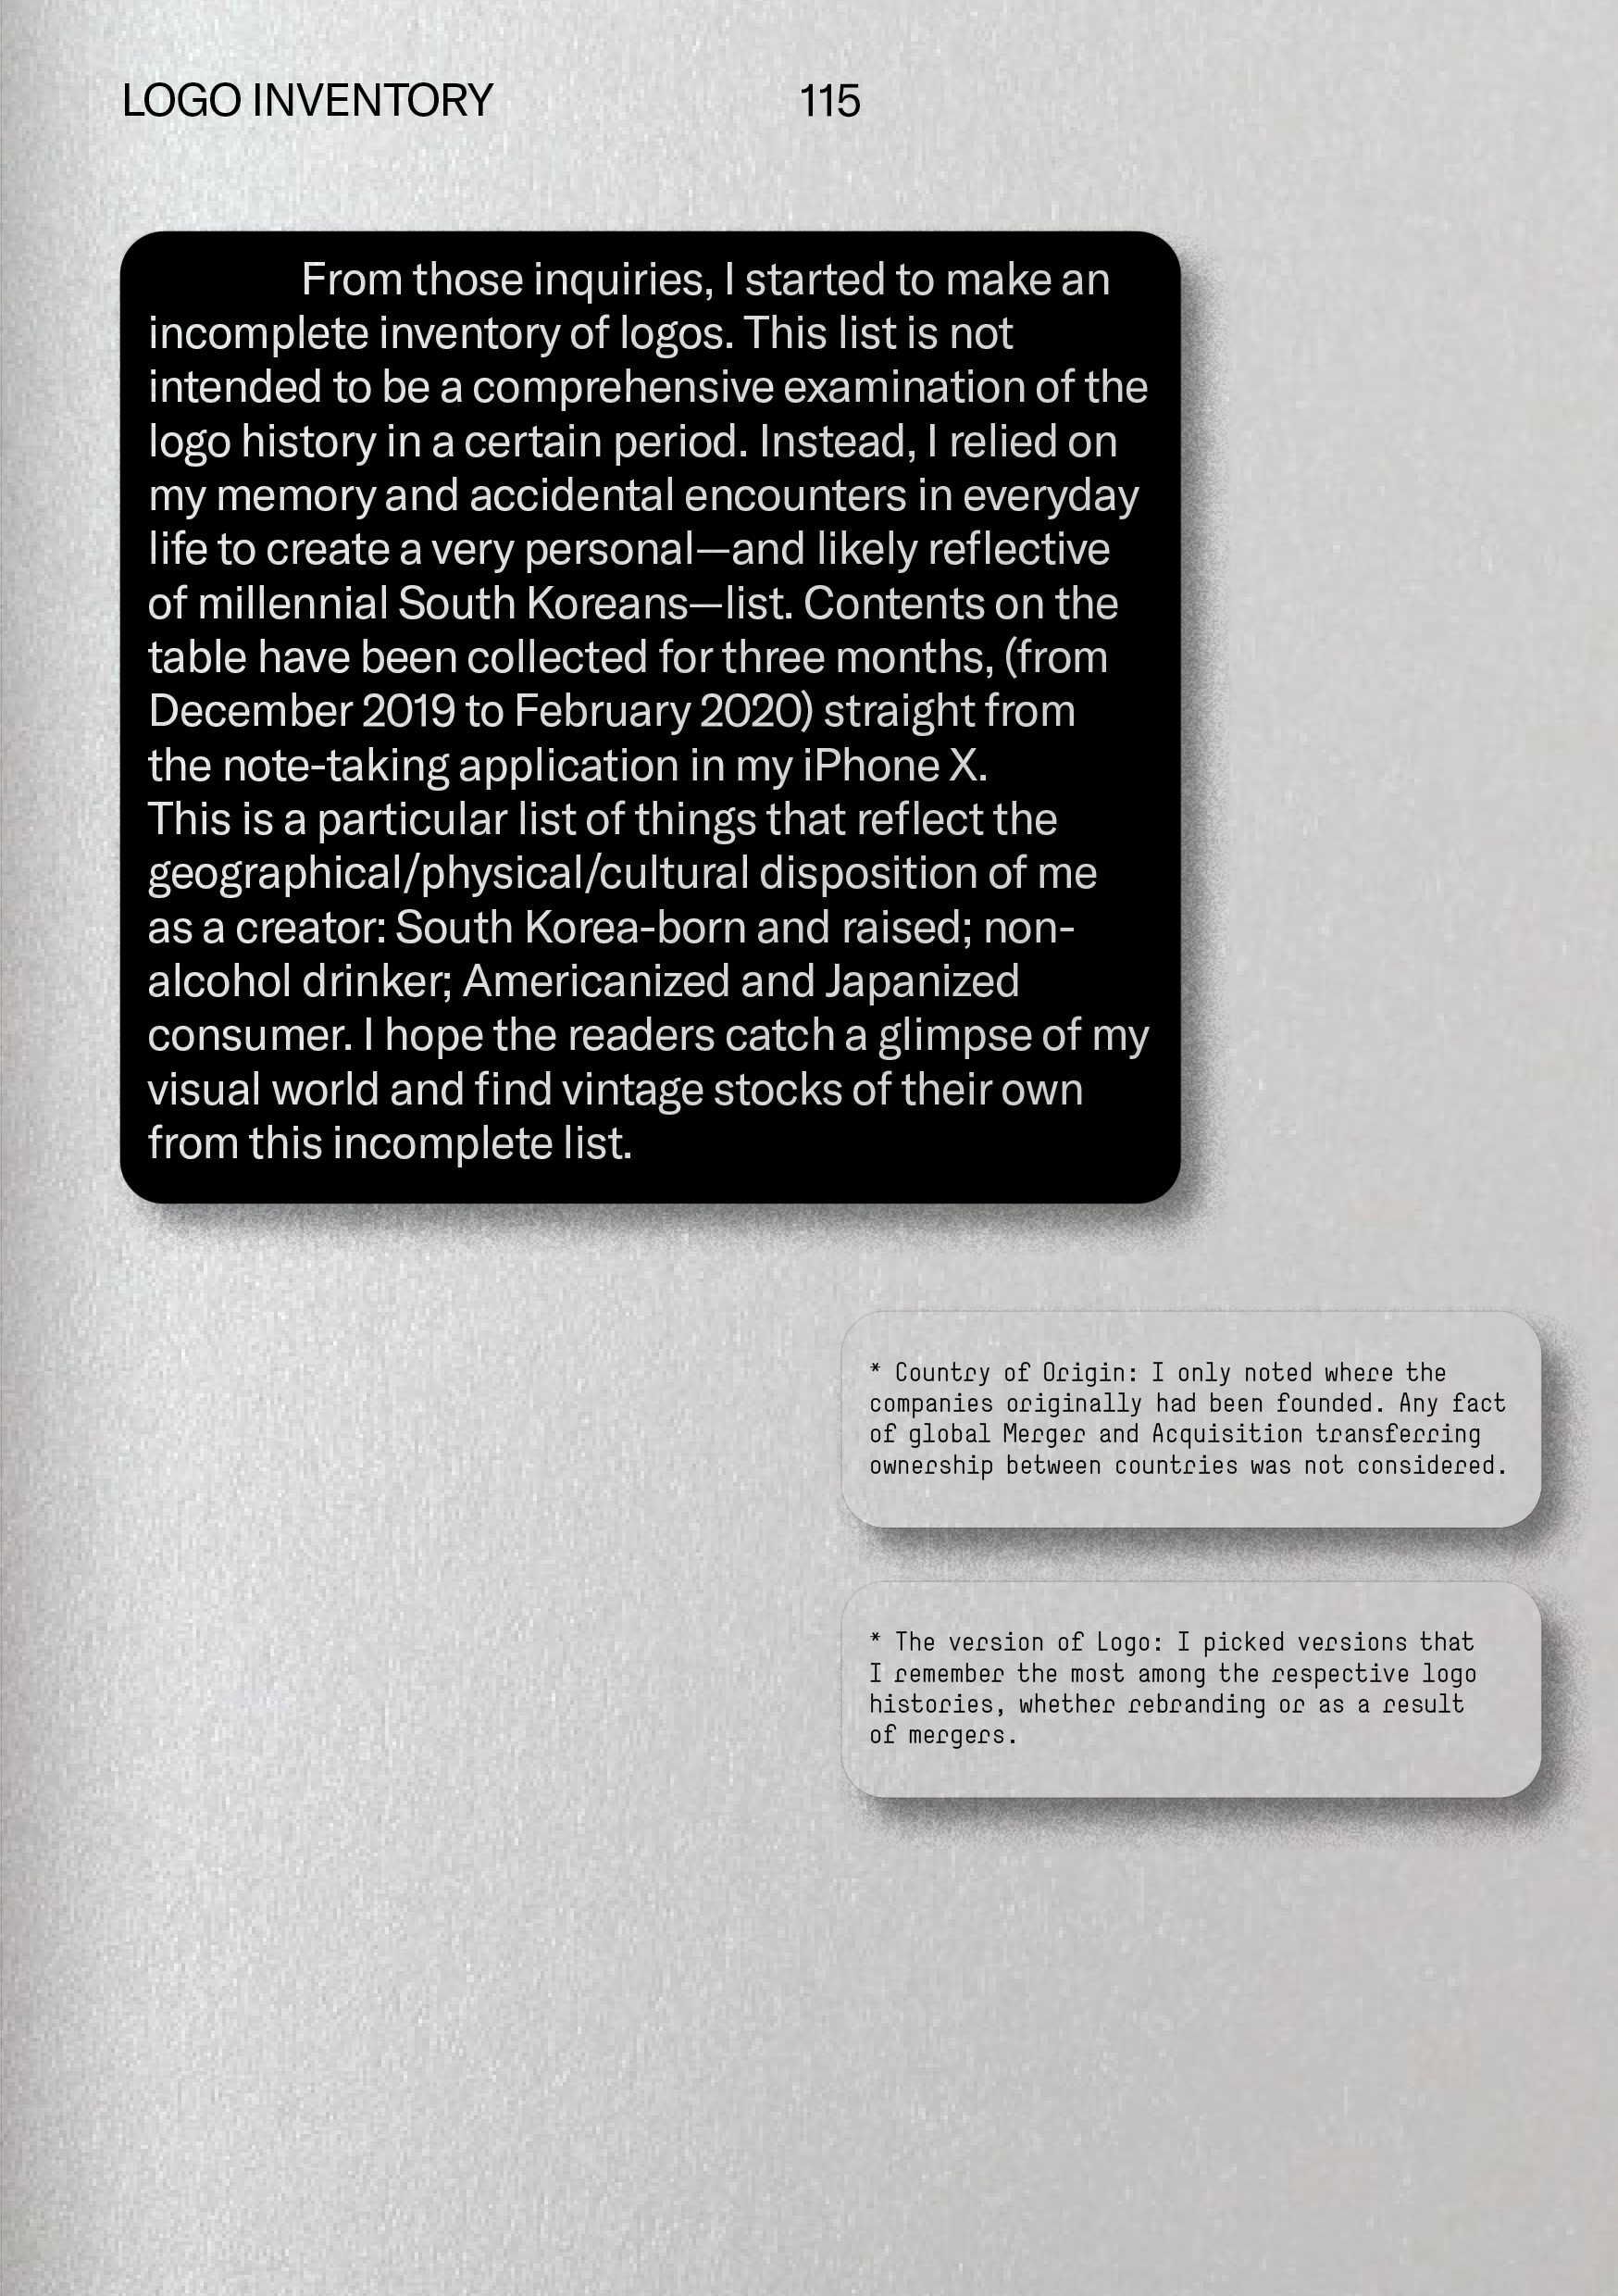 LOGO INVENTORY 115
From those inquiries, I started to make an
incomplete inventory of logos. This list is not
intended to be a comprehensive examination of the
logo history in a certain period. Instead, I relied on
my memory and accidental encounters in everyday
life to create a very personal—and likely reflective
of millennial South Koreans—list. Contents on the
table have been collected for three months, (from
December 2019 to February 2020) straight from
the note-taking application in my iPhone X.
This is a particular list of things that reflect the
geographical/physical/cultural disposition of me
as a creator: South Korea-born and raised; non-
alcohol drinker; Americanized and Japanized
consumer. I hope the readers catch a glimpse of my
visual world and find vintage stocks of their own
from this incomplete list.
* Country of Origin: I only noted where the
companies originally had been founded. Any fact
of global Merger and Acquisition transferring
ownership between countries was not considered.
* The version of Logo: I picked versions that
I remember the most among the respective logo
histories, whether rebranding or as a result
of mergers.